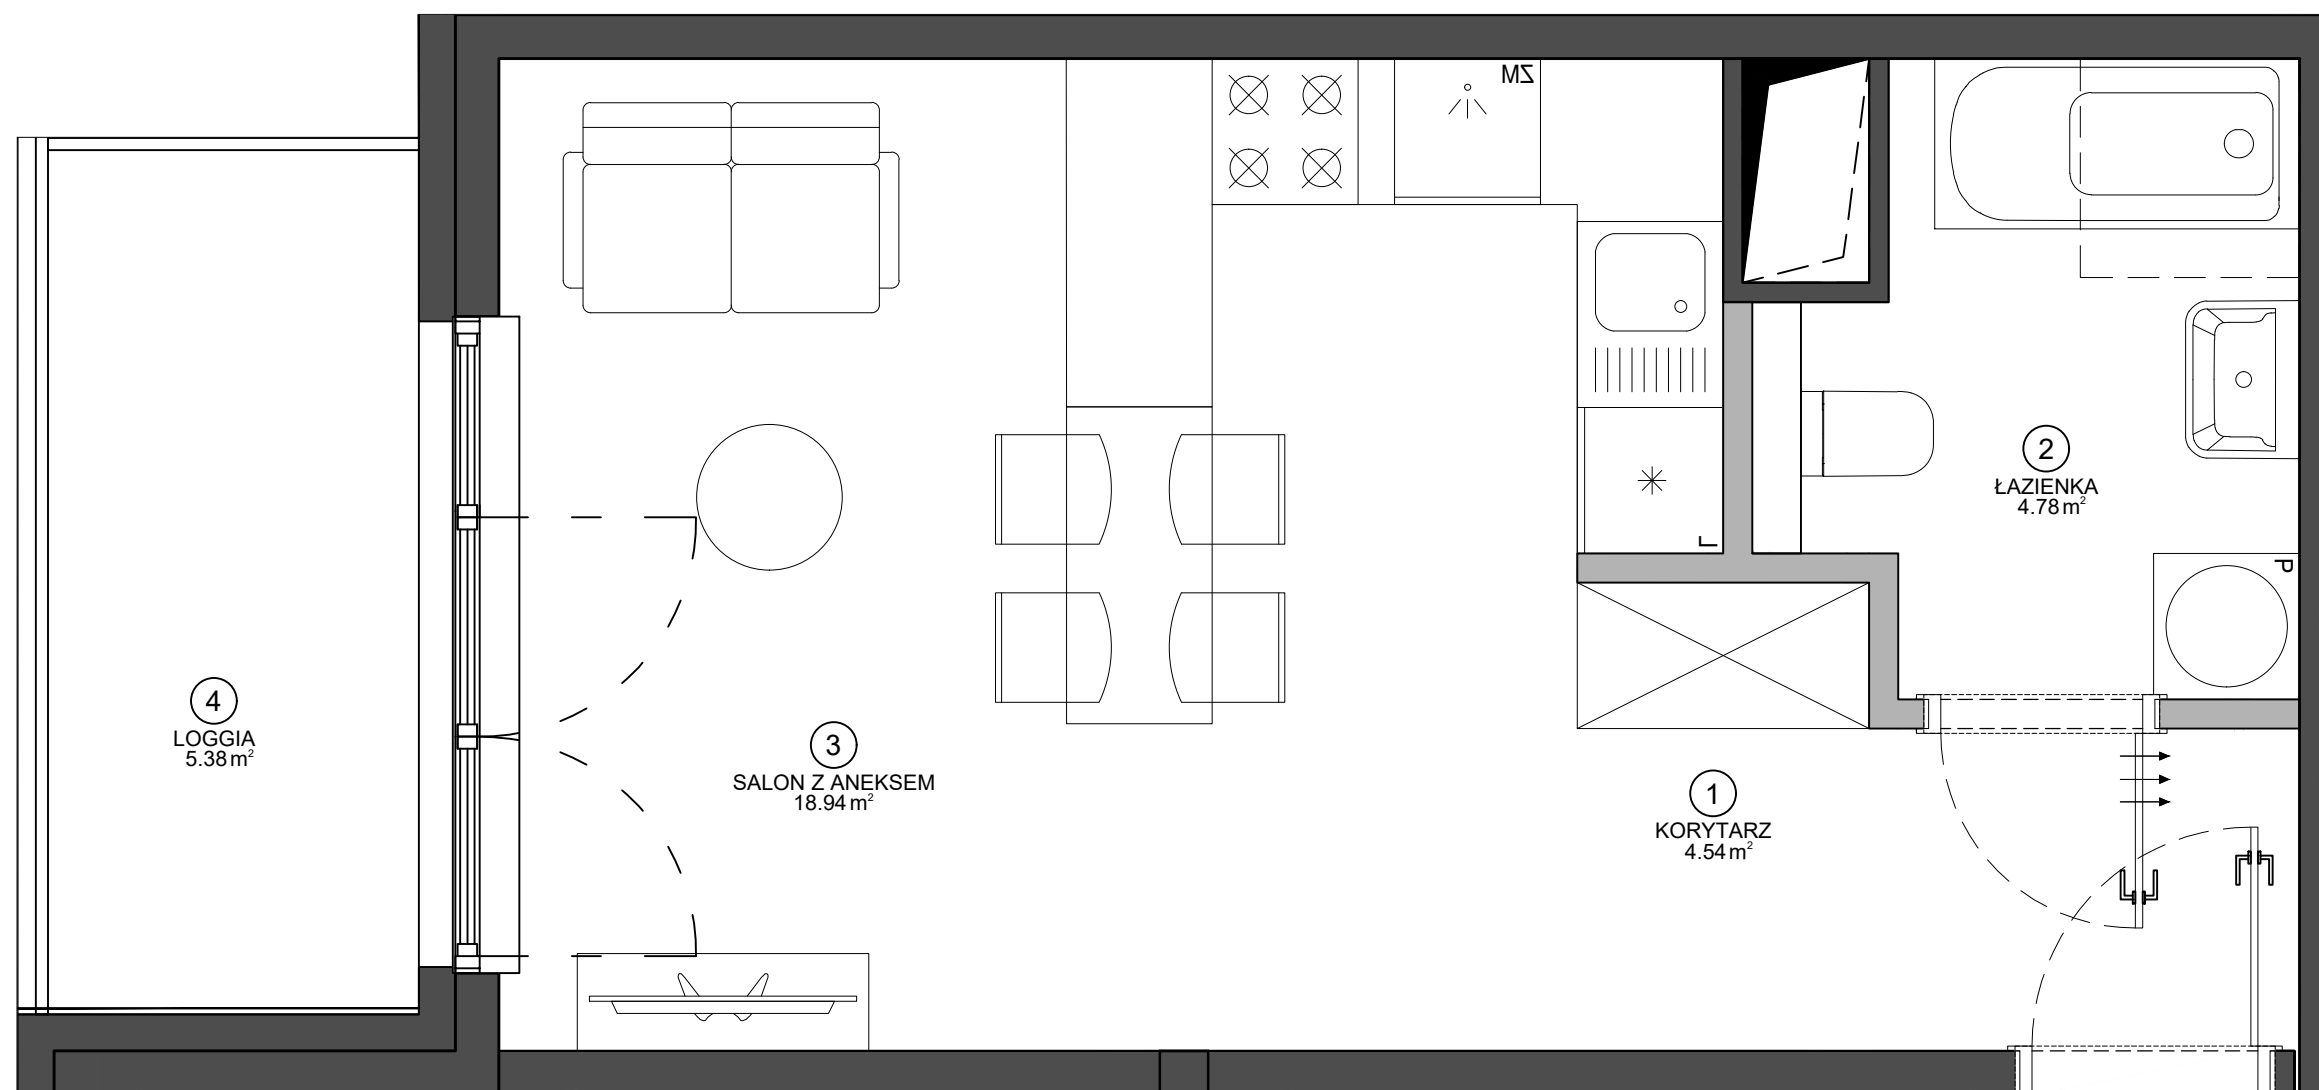 ZM
L
P
2
ŁAZIENKA
4.78 m²
4
LOGGIA
5.38 m²
3
SALON Z ANEKSEM
18.94 m²
1
KORYTARZ
4.54 m²